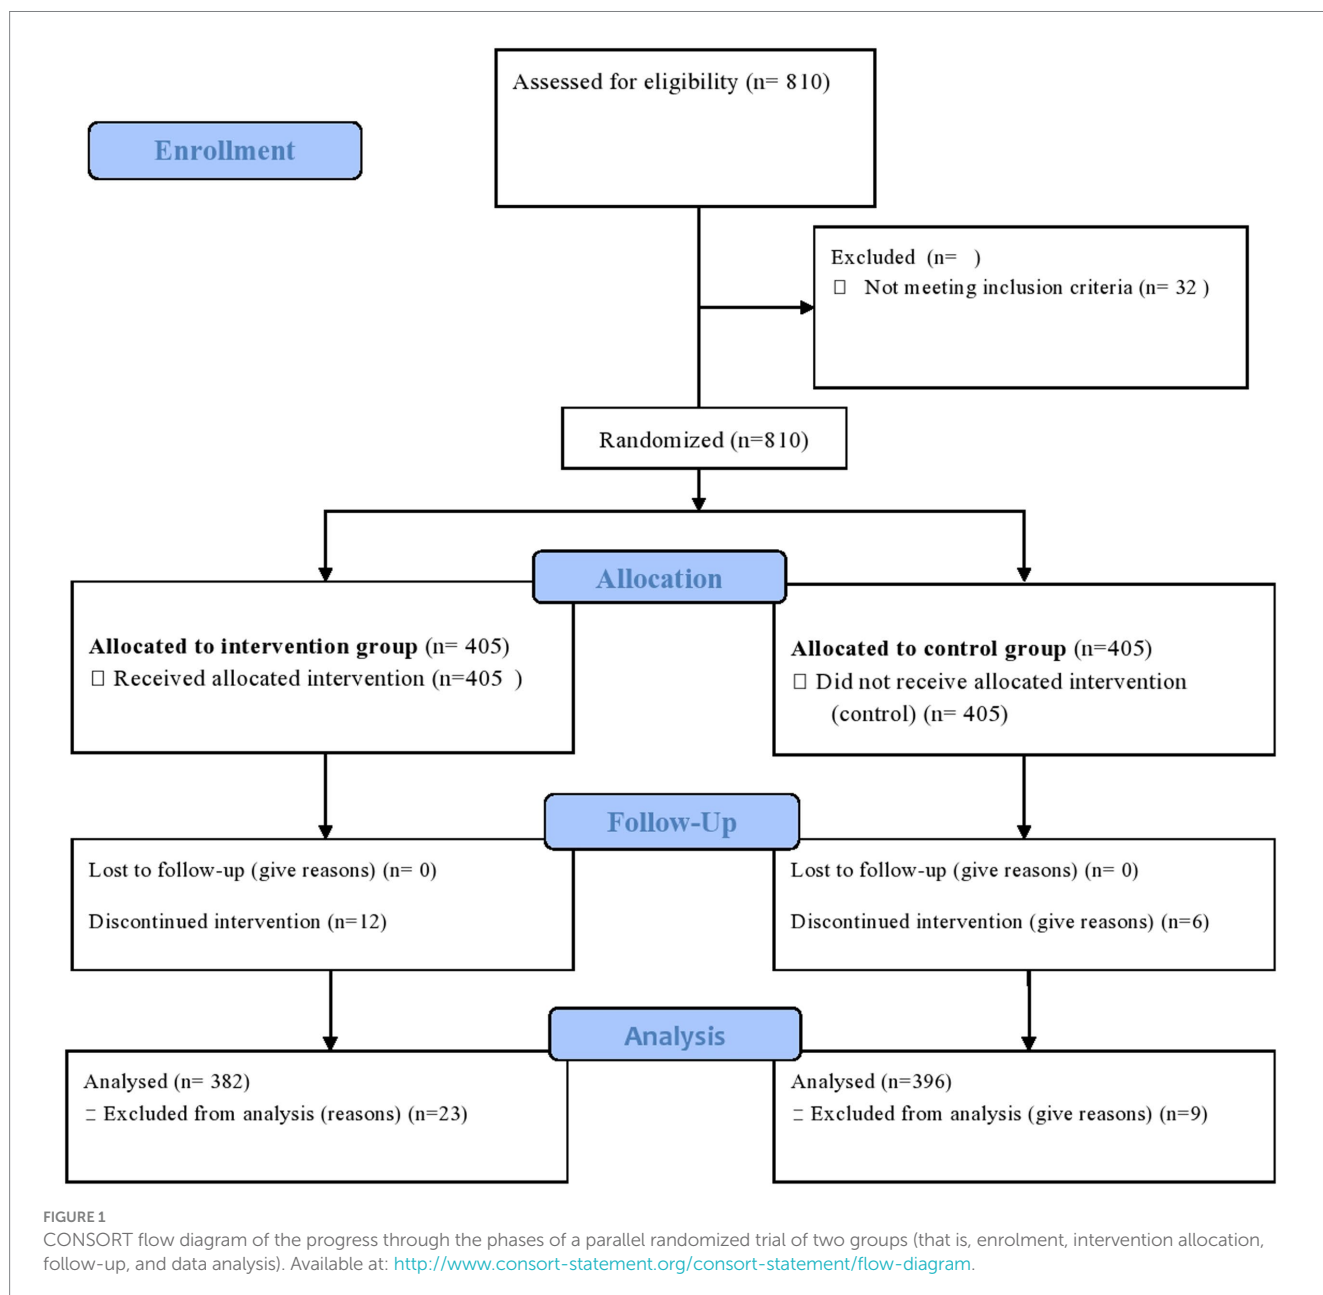 Assessed for eligibility (n= 810)
Enrollment
Excluded (n=   )
□ Not meeting inclusion criteria (n= 32 )
Randomized (n=810)
Allocation
Allocated to intervention group (n= 405)
□ Received allocated intervention (n=405  )
Allocated to control group (n=405)
□ Did not receive allocated intervention
(control) (n= 405)
Follow-Up
Lost to follow-up (give reasons) (n= 0)
Discontinued intervention (n=12)
Lost to follow-up (give reasons) (n= 0)
Discontinued intervention (give reasons) (n=6)
Analysis
Analysed (n= 382)
□ Excluded from analysis (reasons) (n=23)
Analysed (n=396)
□ Excluded from analysis (give reasons) (n=9)
FIGURE 1
CONSORT flow diagram of the progress through the phases of a parallel randomized trial of two groups (that is, enrolment, intervention allocation,
follow-up, and data analysis). Available at: http://www.consort-statement.org/consort-statement/flow-diagram.